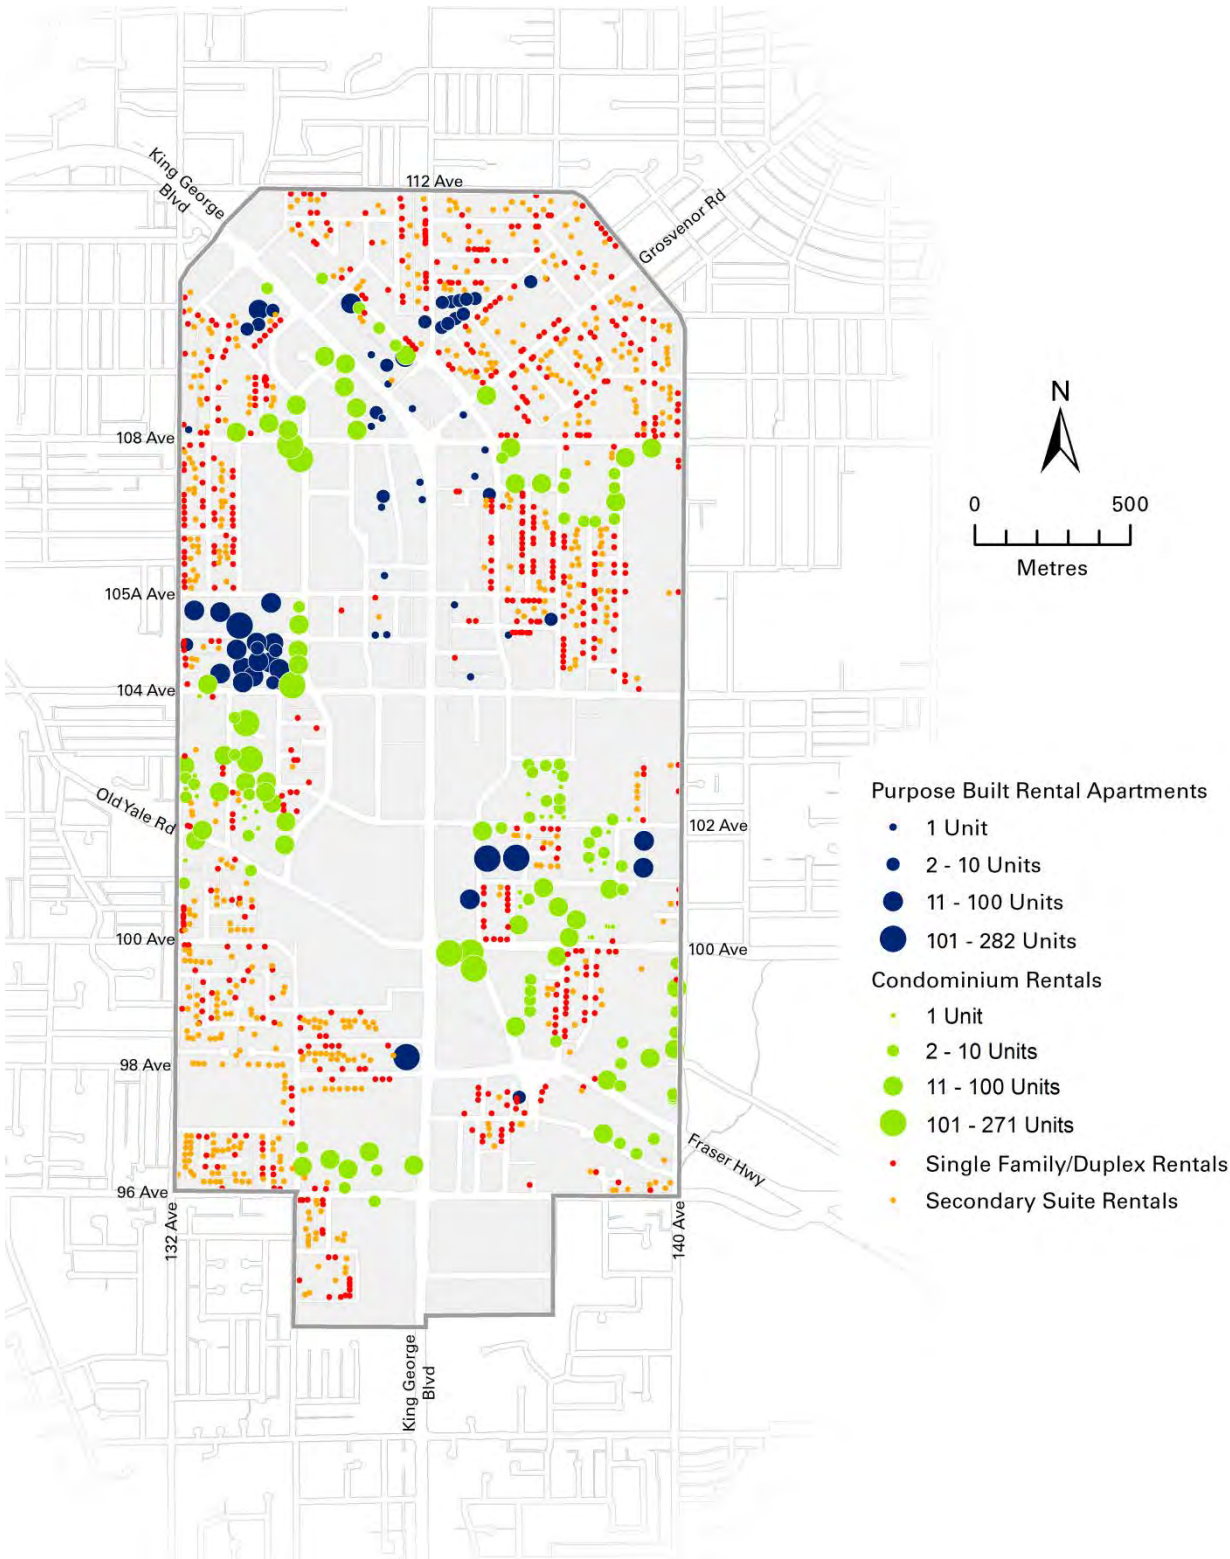 112 Ave
King George
Blvd
Grosvenor Rd
N
108 Ave
0 500
Metres
105A Ave
104 Ave
Old Yale Rd
102 Ave
100 Ave
100 Ave
98 Ave
Fraser Hwy
96 Ave
132 Ave
140 Ave
King George
Blvd
Purpose Built Rental Apartments
1 Unit
2 - 10 Units
11 - 100 Units
101 - 282 Units
Condominium Rentals
1 Unit
2 - 10 Units
11 - 100 Units
101 - 271 Units
Single Family/Duplex Rentals
Secondary Suite Rentals